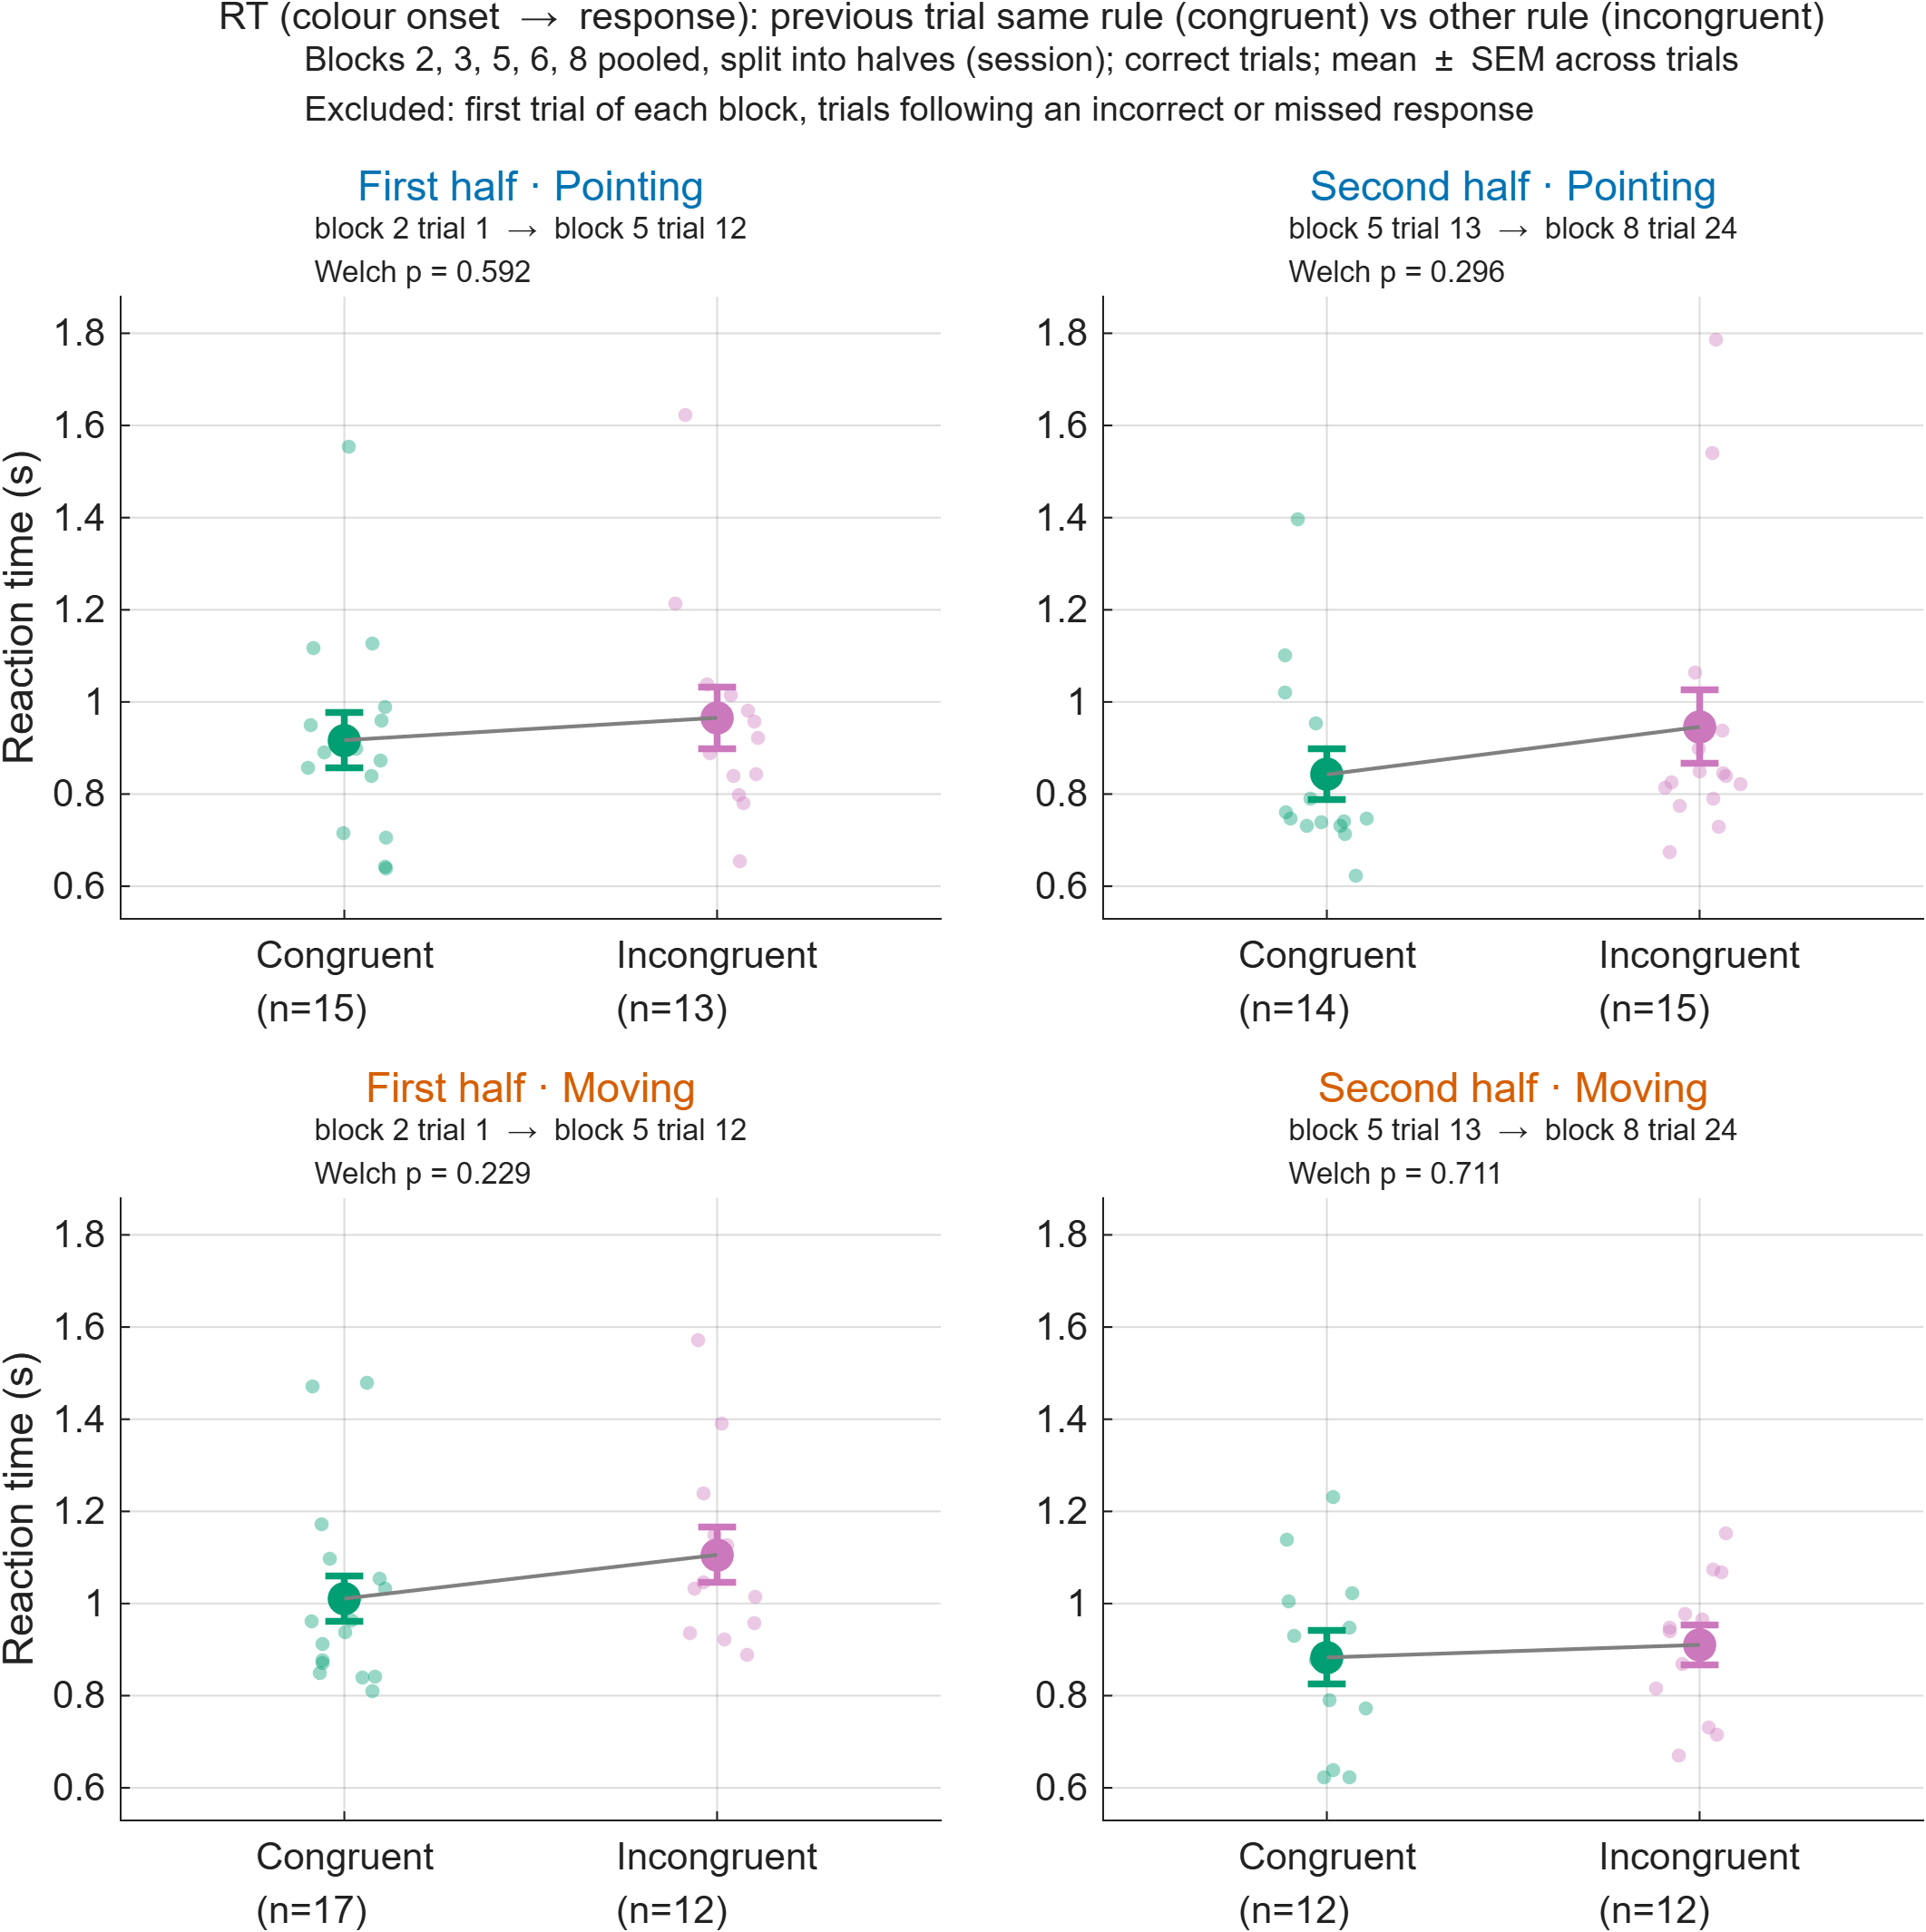 RT (colour onset → response): previous trial same rule (congruent) vs other rule (incongruent)
Blocks 2, 3, 5, 6, 8 pooled, split into halves (session); correct trials; mean ± SEM across trials
Excluded: first trial of each block, trials following an incorrect or missed response
First half · Pointing
block 2 trial 1 → block 5 trial 12
Welch p = 0.592
Reaction time (s)
1.8
1.6
1.4
1.2
1
0.8
0.6
Congruent
(n=15)
Incongruent
(n=13)
Second half · Pointing
block 5 trial 13 → block 8 trial 24
Welch p = 0.296
1.8
1.6
1.4
1.2
1
0.8
0.6
Congruent
(n=14)
Incongruent
(n=15)
First half · Moving
block 2 trial 1 → block 5 trial 12
Welch p = 0.229
Reaction time (s)
1.8
1.6
1.4
1.2
1
0.8
0.6
Congruent
(n=17)
Incongruent
(n=12)
Second half · Moving
block 5 trial 13 → block 8 trial 24
Welch p = 0.711
1.8
1.6
1.4
1.2
1
0.8
0.6
Congruent
(n=12)
Incongruent
(n=12)